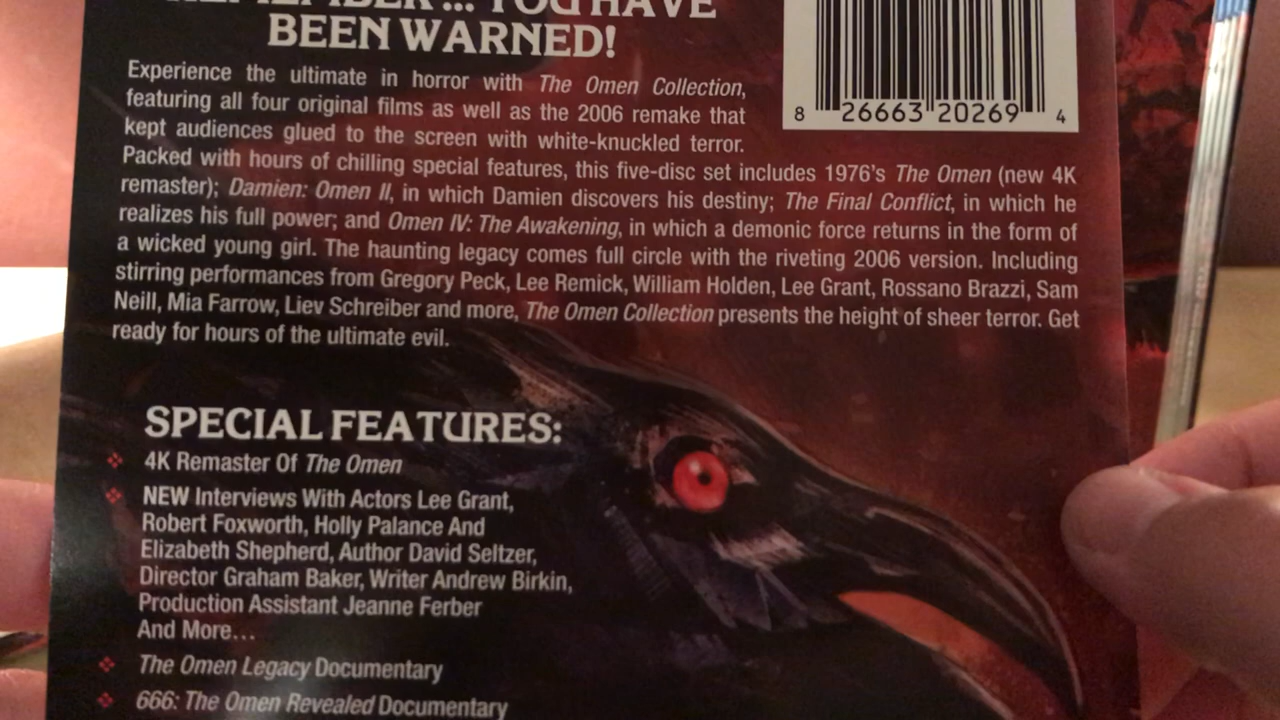 REMEMBER... YOU HAVE
BEEN WARNED!
8 26663 20269 4
Experience the ultimate in horror with The Omen Collection,
featuring all four original films as well as the 2006 remake that
kept audiences glued to the screen with white-knuckled terror.
Packed with hours of chilling special features, this five-disc set includes 1976's The Omen (new 4K
remaster); Damien: Omen II, in which Damien discovers his destiny; The Final Conflict, in which he
realizes his full power; and Omen IV: The Awakening, in which a demonic force returns in the form of
a wicked young girl. The haunting legacy comes full circle with the riveting 2006 version. Including
stirring performances from Gregory Peck, Lee Remick, William Holden, Lee Grant, Rossano Brazzi, Sam
Neill, Mia Farrow, Liev Schreiber and more, The Omen Collection presents the height of sheer terror. Get
ready for hours of the ultimate evil.
SPECIAL FEATURES:
4K Remaster Of The Omen
NEW Interviews With Actors Lee Grant,
Robert Foxworth, Holly Palance And
Elizabeth Shepherd, Author David Seltzer,
Director Graham Baker, Writer Andrew Birkin,
Production Assistant Jeanne Ferber
And More...
The Omen Legacy Documentary
666: The Omen Revealed Documentary